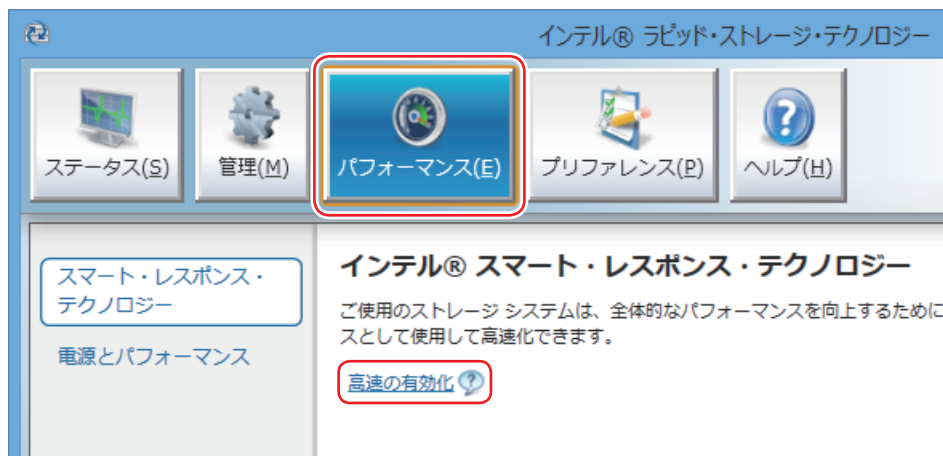 インテル® ラピッド・ストレージ・テクノロジー
ステータス(S)
管理(M)
パフォーマンス(E)
プリファレンス(P)
ヘルプ(H)
スマート・レスポンス・
テクノロジー
電源とパフォーマンス
インテル® スマート・レスポンス・テクノロジー
ご使用のストレージ システムは、全体的なパフォーマンスを向上するために
スとして使用して高速化できます。
高速の有効化